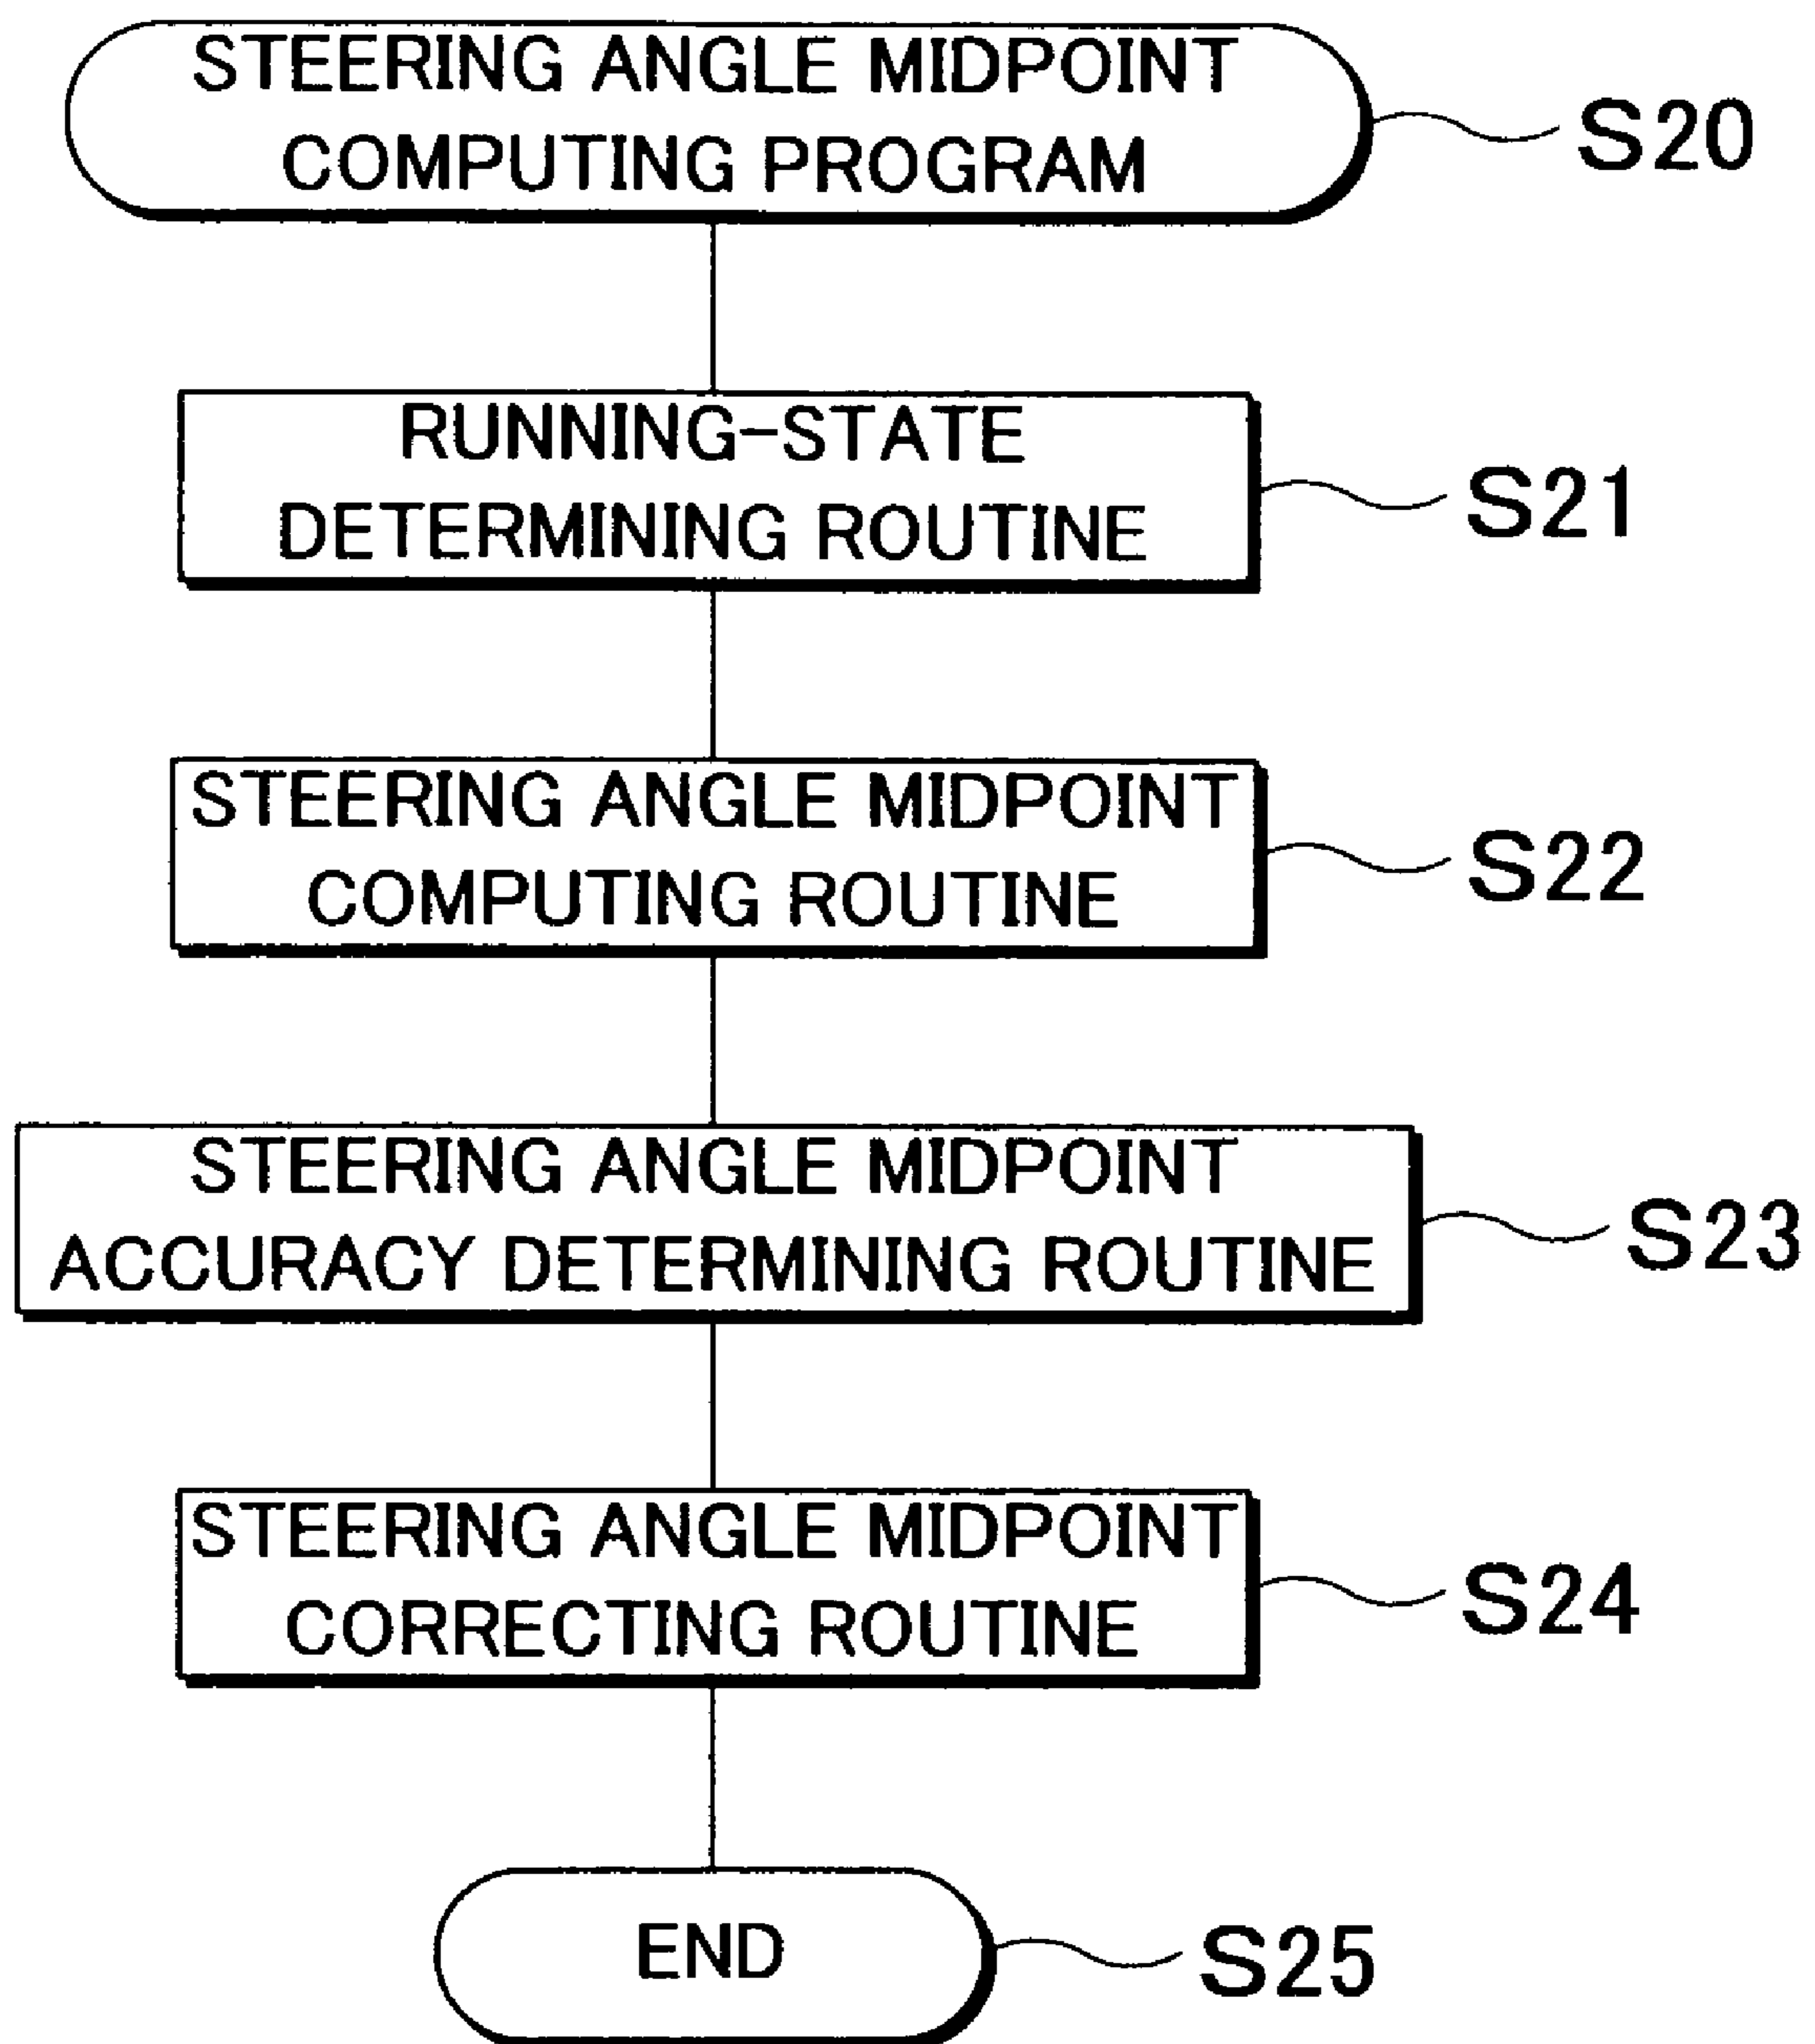 STEERING ANGLE MIDPOINT
COMPUTING PROGRAM
S20
RUNNING-STATE
DETERMINING ROUTINE
S21
STEERING ANGLE MIDPOINT
COMPUTING ROUTINE
S22
STEERING ANGLE MIDPOINT
ACCURACY DETERMINING ROUTINE
S23
STEERING ANGLE MIDPOINT
CORRECTING ROUTINE
S24
END
S25